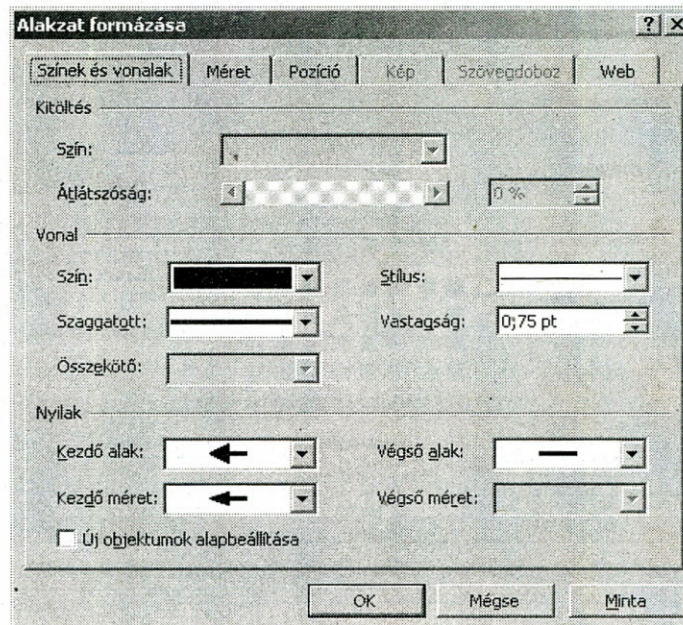 Alakzat formázása
Színek és vonalak Méret Pozíció Kép Szövegdoboz Web
Kitöltés
Szín:
Átlátszóság: 0 %
Vonal
Szín: Stílus:
Szaggatott: Vastagság: 0,75 pt
Összekötő:
Nyilak
Kezdő alak: Végső alak:
Kezdő méret: Végső méret:
Új objektumok alapbeállítása
OK Mégse Minta